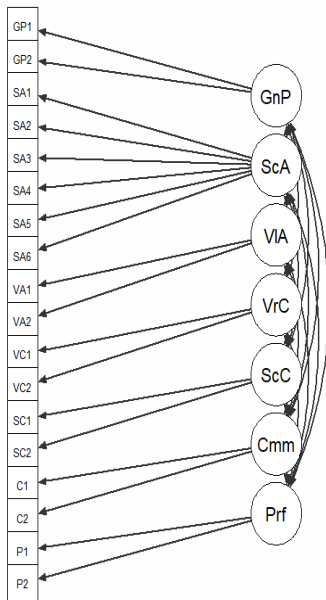 GP1
GP2
SA1
SA2
SA3
SA4
SA5
SA6
VA1
VA2
VC1
VC2
SC1
SC2
C1
C2
P1
P2
GnP
ScA
VlA
VrC
ScC
Cmm
Prf